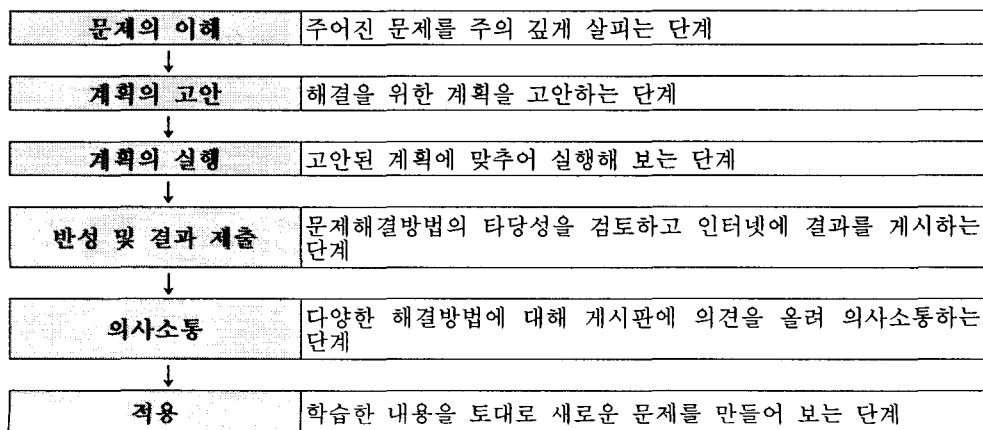 문제의 이해
주어진 문제를 주의 깊게 살피는 단계
↓
계획의 고안
해결을 위한 계획을 고안하는 단계
↓
계획의 실행
고안된 계획에 맞추어 실행해 보는 단계
↓
반성 및 결과 제출
문제해결방법의 타당성을 검토하고 인터넷에 결과를 게시하는
단계
↓
의사소통
다양한 해결방법에 대해 게시판에 의견을 올려 의사소통하는
단계
↓
적용
학습한 내용을 토대로 새로운 문제를 만들어 보는 단계